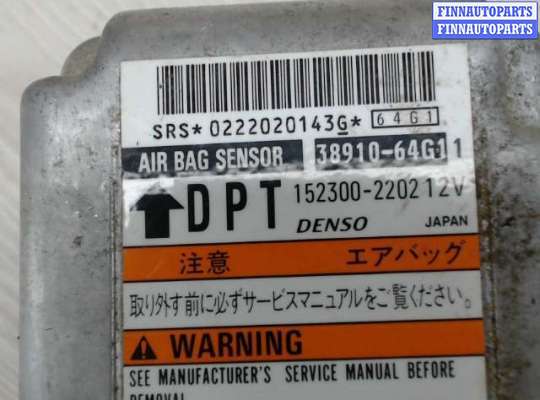 FINNAUTOPARTS
FINNAUTOPARTS
SRS*0222020143G* 64G1
AIR BAG SENSOR 38910-64G11
DPT 152300-2202 12V
DENSO JAPAN
注意 エアバッグ
取り外す前に必ずサービスマニュアルをご覧ください。
WARNING
SEE MANUFACTURER'S SERVICE MANUAL BEFORE
REMOVAL